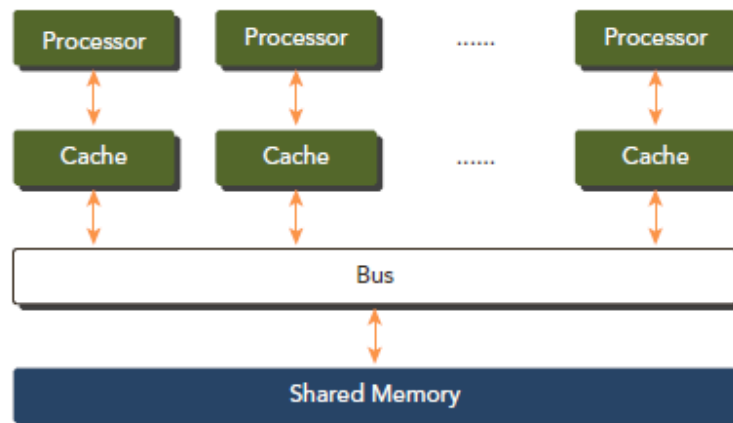 Processor Processor ...... Processor
Cache Cache ...... Cache
Bus
Shared Memory